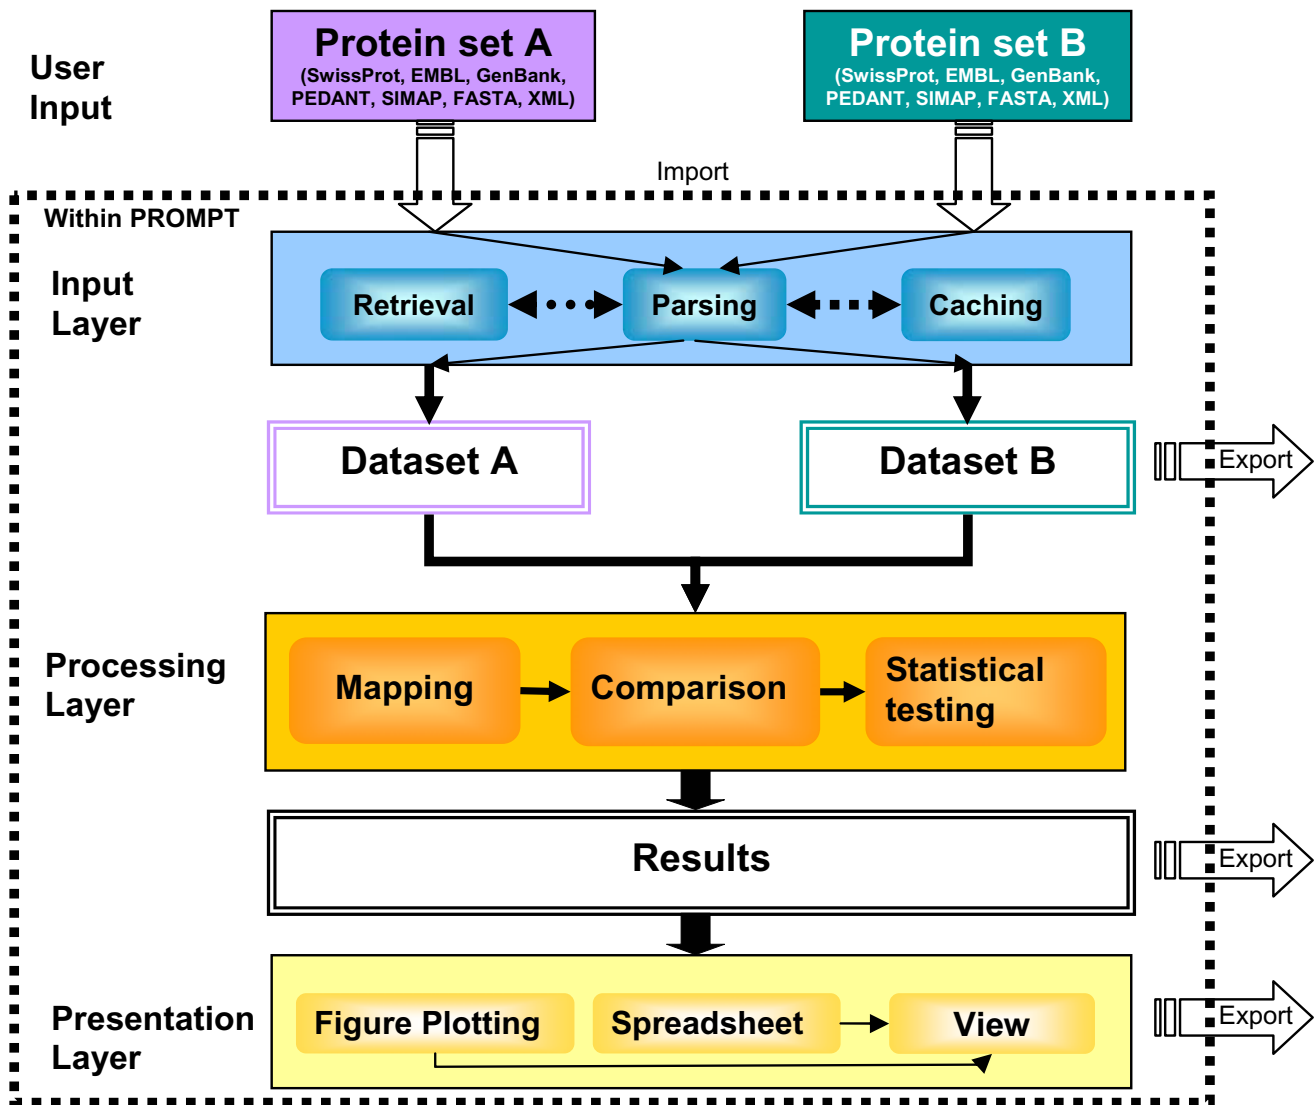 User
Input
Protein set A
(SwissProt, EMBL, GenBank,
PEDANT, SIMAP, FASTA, XML)
Protein set B
(SwissProt, EMBL, GenBank,
PEDANT, SIMAP, FASTA, XML)
Import
Within PROMPT
Input
Layer
Retrieval
Parsing
Caching
Dataset A
Dataset B
Export
Processing
Layer
Mapping
Comparison
Statistical
testing
Results
Export
Presentation
Layer
Figure Plotting
Spreadsheet
View
Export